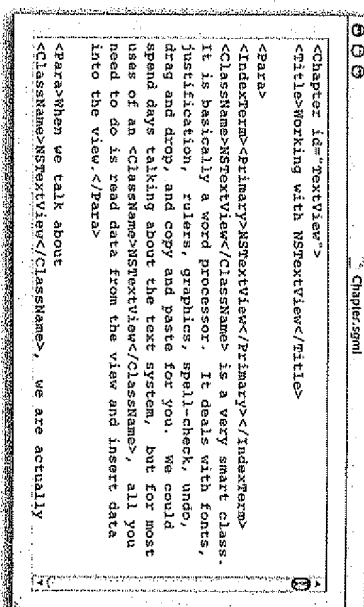 Chapter.sgml
<Chapter id="TextView">
<Title>Working with NSTextView</Title>
<Para>
<IndexTerm><Primary>NSTextView</Primary></IndexTerm>
<ClassName>NSTextView</ClassName> is a very smart class.
It is basically a word processor. It deals with fonts,
justification, rulers, graphics, spell-check, undo,
drag and drop, and copy and paste for you. We could
spend days talking about the text system, but for most
uses of an <ClassName>NSTextView</ClassName>, all you
need to do is read data from the view and insert data
into the view.</Para>
<Para>When we talk about
<ClassName>NSTextView</ClassName>, we are actually